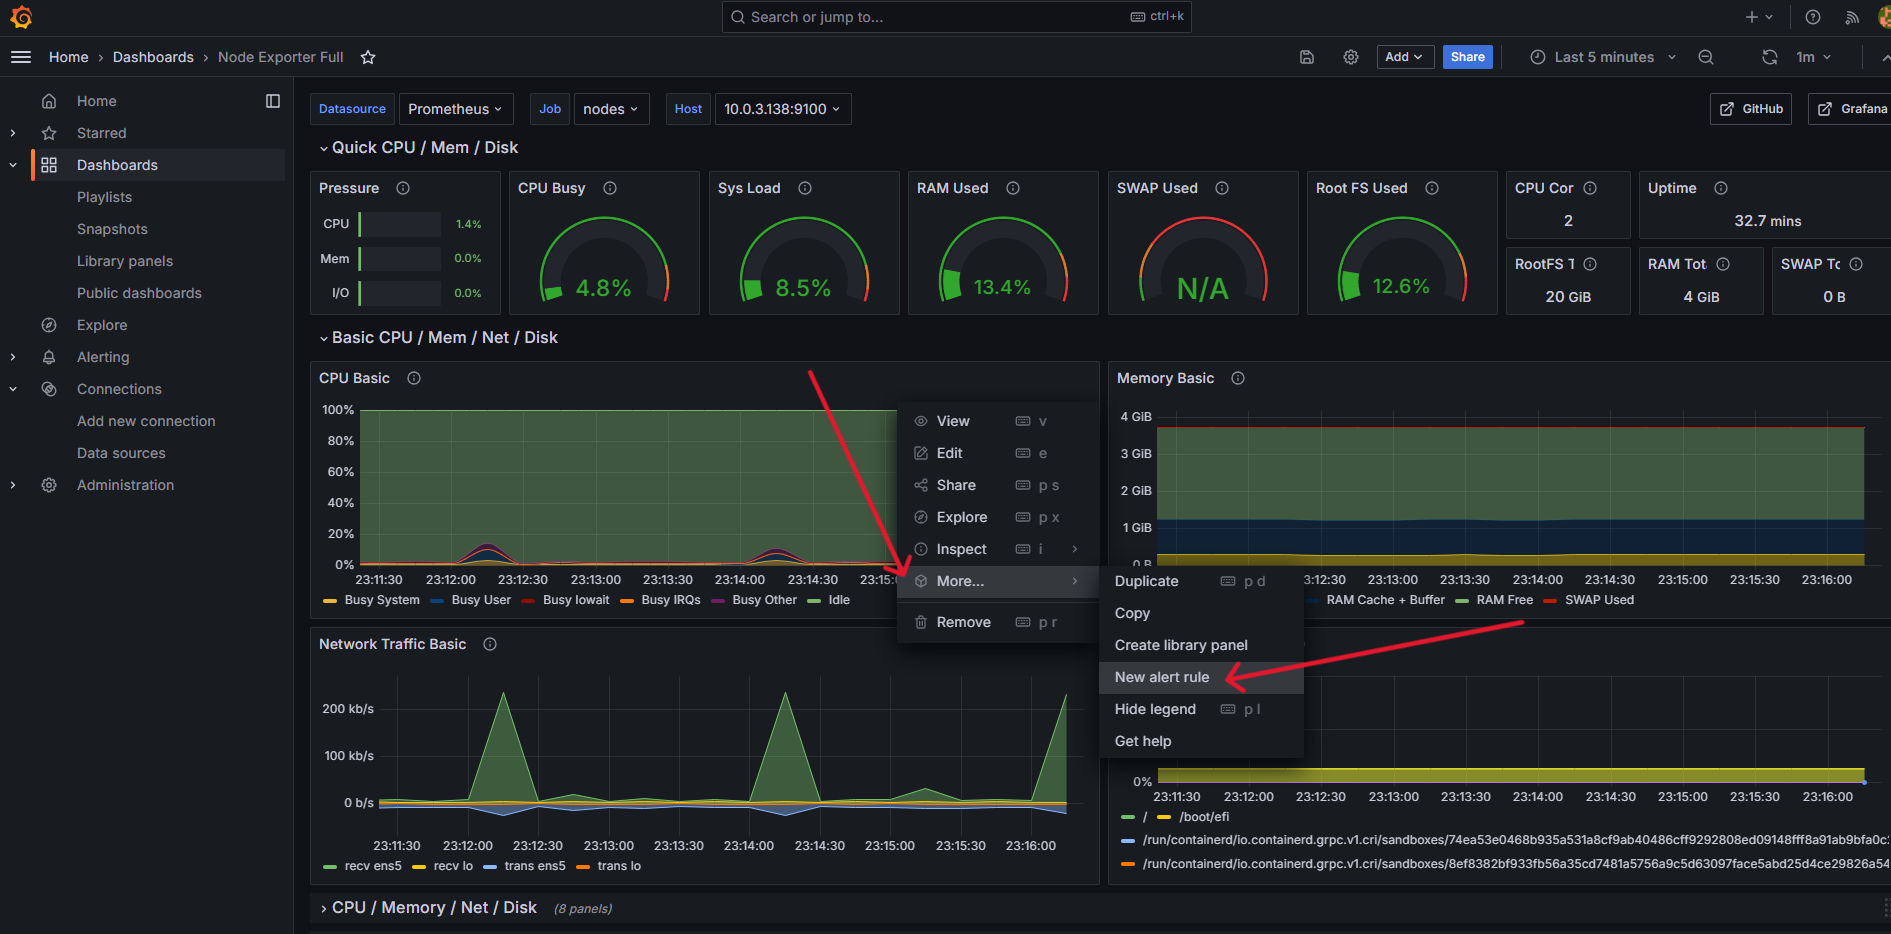 Search or jump to... ctrl+k
Home › Dashboards › Node Exporter Full Add Share Last 5 minutes 1m
Home
Starred
Dashboards
Playlists
Snapshots
Library panels
Public dashboards
Explore
Alerting
Connections
Add new connection
Data sources
Administration
Datasource Prometheus Job nodes Host 10.0.3.138:9100 GitHub Grafana
Quick CPU / Mem / Disk
Pressure CPU Busy Sys Load RAM Used SWAP Used Root FS Used CPU Cor Uptime
CPU 1.4%
Mem 0.0%
I/O 0.0%
4.8% 8.5% 13.4% N/A 12.6%
2 32.7 mins
RootFS T RAM Tot SWAP To
20 GiB 4 GiB 0 B
Basic CPU / Mem / Net / Disk
CPU Basic
100%
80%
60%
40%
20%
0%
23:11:30 23:12:00 23:12:30 23:13:00 23:13:30 23:14:00 23:14:30 23:15:0
Busy System Busy User Busy Iowait Busy IRQs Busy Other Idle
View v
Edit e
Share p s
Explore p x
Inspect i
More...
Remove p r
Duplicate p d
Copy
Create library panel
New alert rule
Hide legend p l
Get help
Memory Basic
4 GiB
3 GiB
2 GiB
1 GiB
0 B
3:12:30 23:13:00 23:13:30 23:14:00 23:14:30 23:15:00 23:15:30 23:16:00
RAM Cache + Buffer RAM Free SWAP Used
Network Traffic Basic
200 kb/s
100 kb/s
0 b/s
23:11:30 23:12:00 23:12:30 23:13:00 23:13:30 23:14:00 23:14:30 23:15:00 23:15:30 23:16:00
recv ens5 recv lo trans ens5 trans lo
0%
23:11:30 23:12:00 23:12:30 23:13:00 23:13:30 23:14:00 23:14:30 23:15:00 23:15:30 23:16:00
/ /boot/efi
/run/containerd/io.containerd.grpc.v1.cri/sandboxes/74ea53e0468b935a531a8cf9ab40486cff9292808ed09148fff8a91ab9bfa0c
/run/containerd/io.containerd.grpc.v1.cri/sandboxes/8ef8382bf933fb56a35cd7481a5756a9c5d63097face5abd25d4ce29826a54
CPU / Memory / Net / Disk (8 panels)